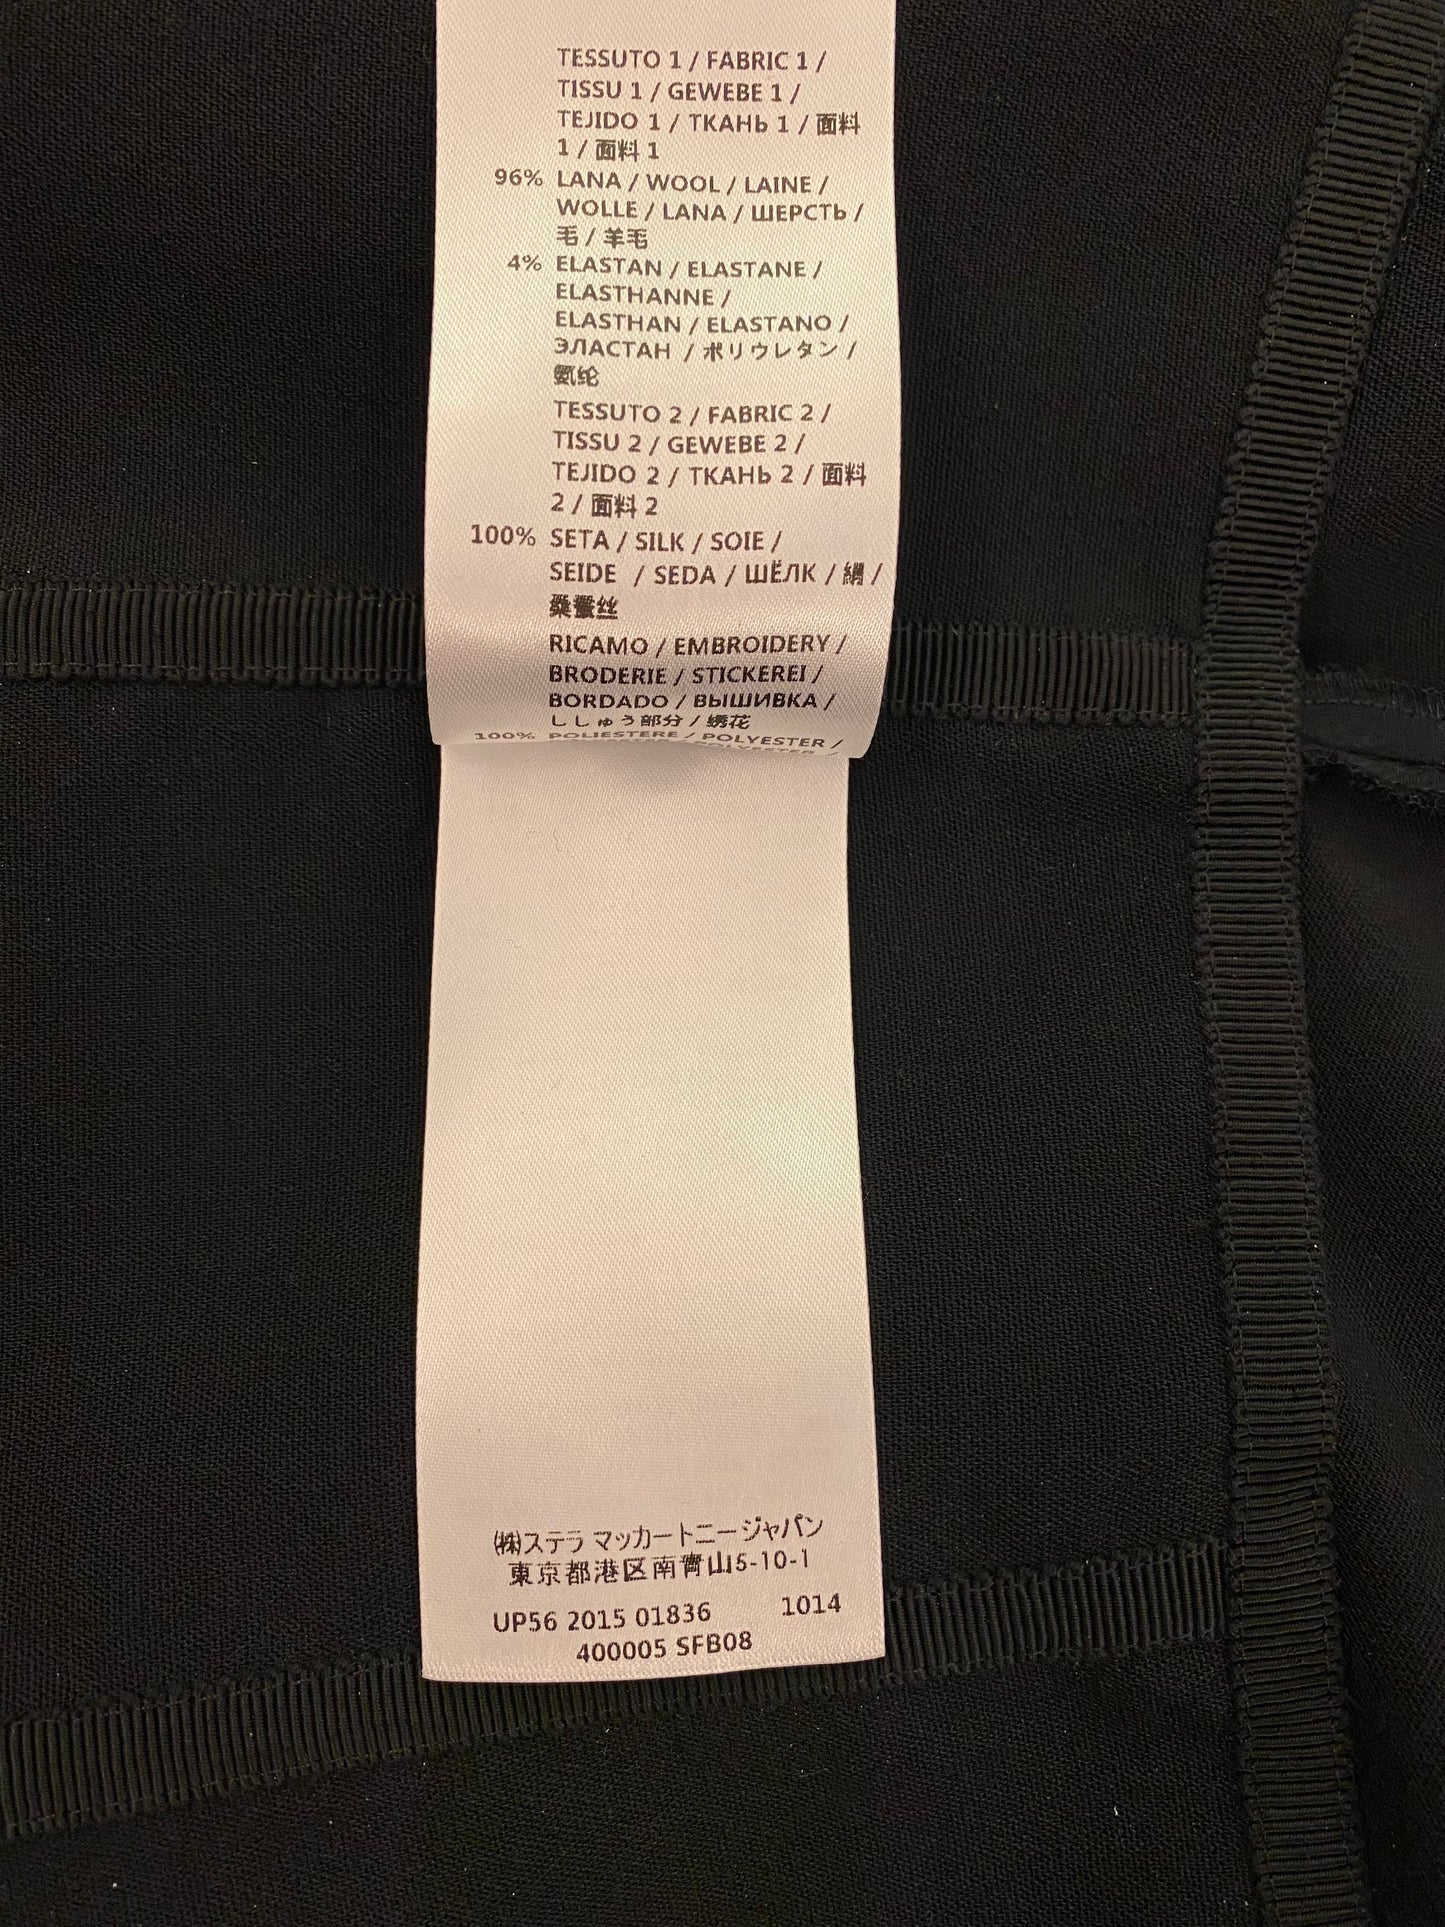 TESSUTO 1 / FABRIC 1 /
TISSU 1 / GEWEBE 1 /
TEJIDO 1 / ТКАНЬ 1 / 面料
1 / 面料 1
96% LANA / WOOL / LAINE /
WOLLE / LANA / ШЕРСТЬ /
毛 / 羊毛
4% ELASTAN / ELASTANE /
ELASTHANNE /
ELASTHAN / ELASTANO /
ЭЛАСТАН / ポリウレタン /
氨纶
TESSUTO 2 / FABRIC 2 /
TISSU 2 / GEWEBE 2 /
TEJIDO 2 / ТКАНЬ 2 / 面料
2 / 面料 2
100% SETA / SILK / SOIE /
SEIDE / SEDA / ШЁЛК / 絹 /
桑蚕丝
RICAMO / EMBROIDERY /
BRODERIE / STICKEREI /
BORDADO / ВЫШИВКА /
ししゅう部分 / 绣花
100% POLIESTERE / POLYESTER /
㈱ステラ マッカートニージャパン
東京都港区南青山5-10-1
UP56 2015 01836 1014
400005 SFB08